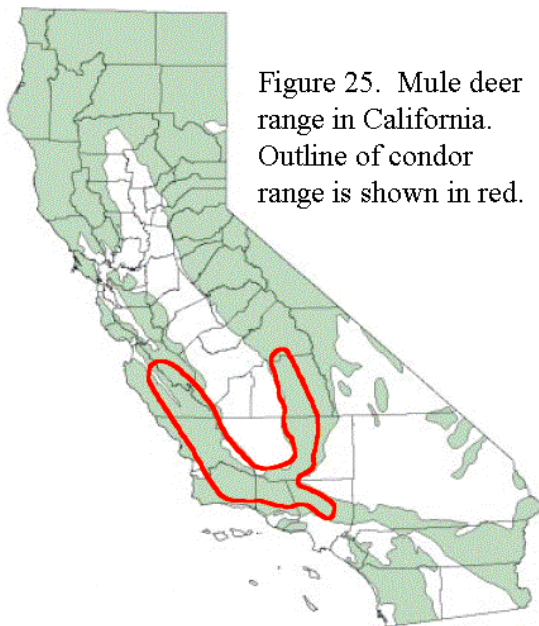 Figure 25.  Mule deer
range in California.
Outline of condor
range is shown in red.